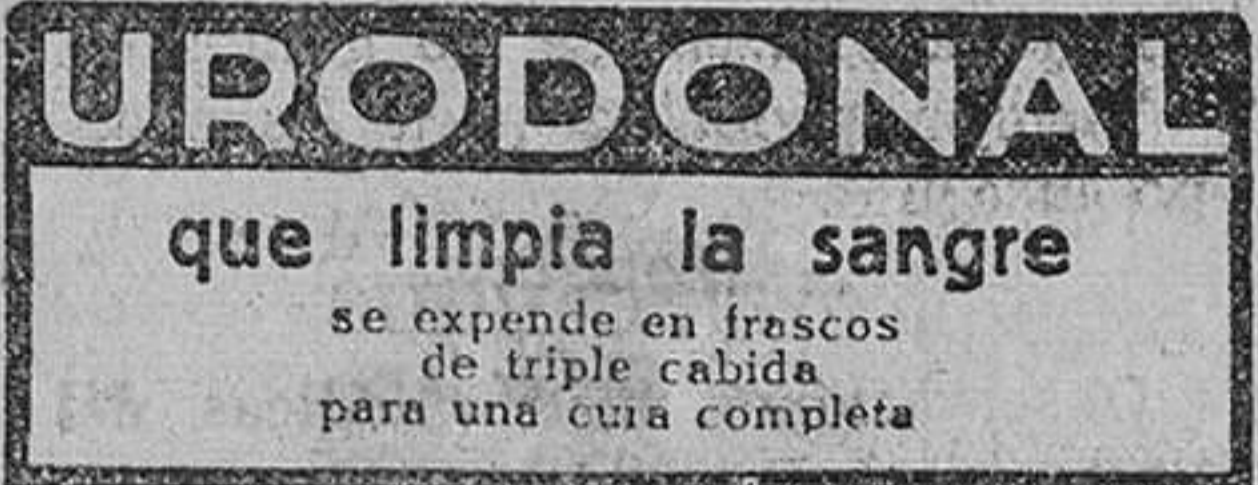 URODONAL
que limpia la sangre
se expende en frascos
de triple cabida
para una cura completa